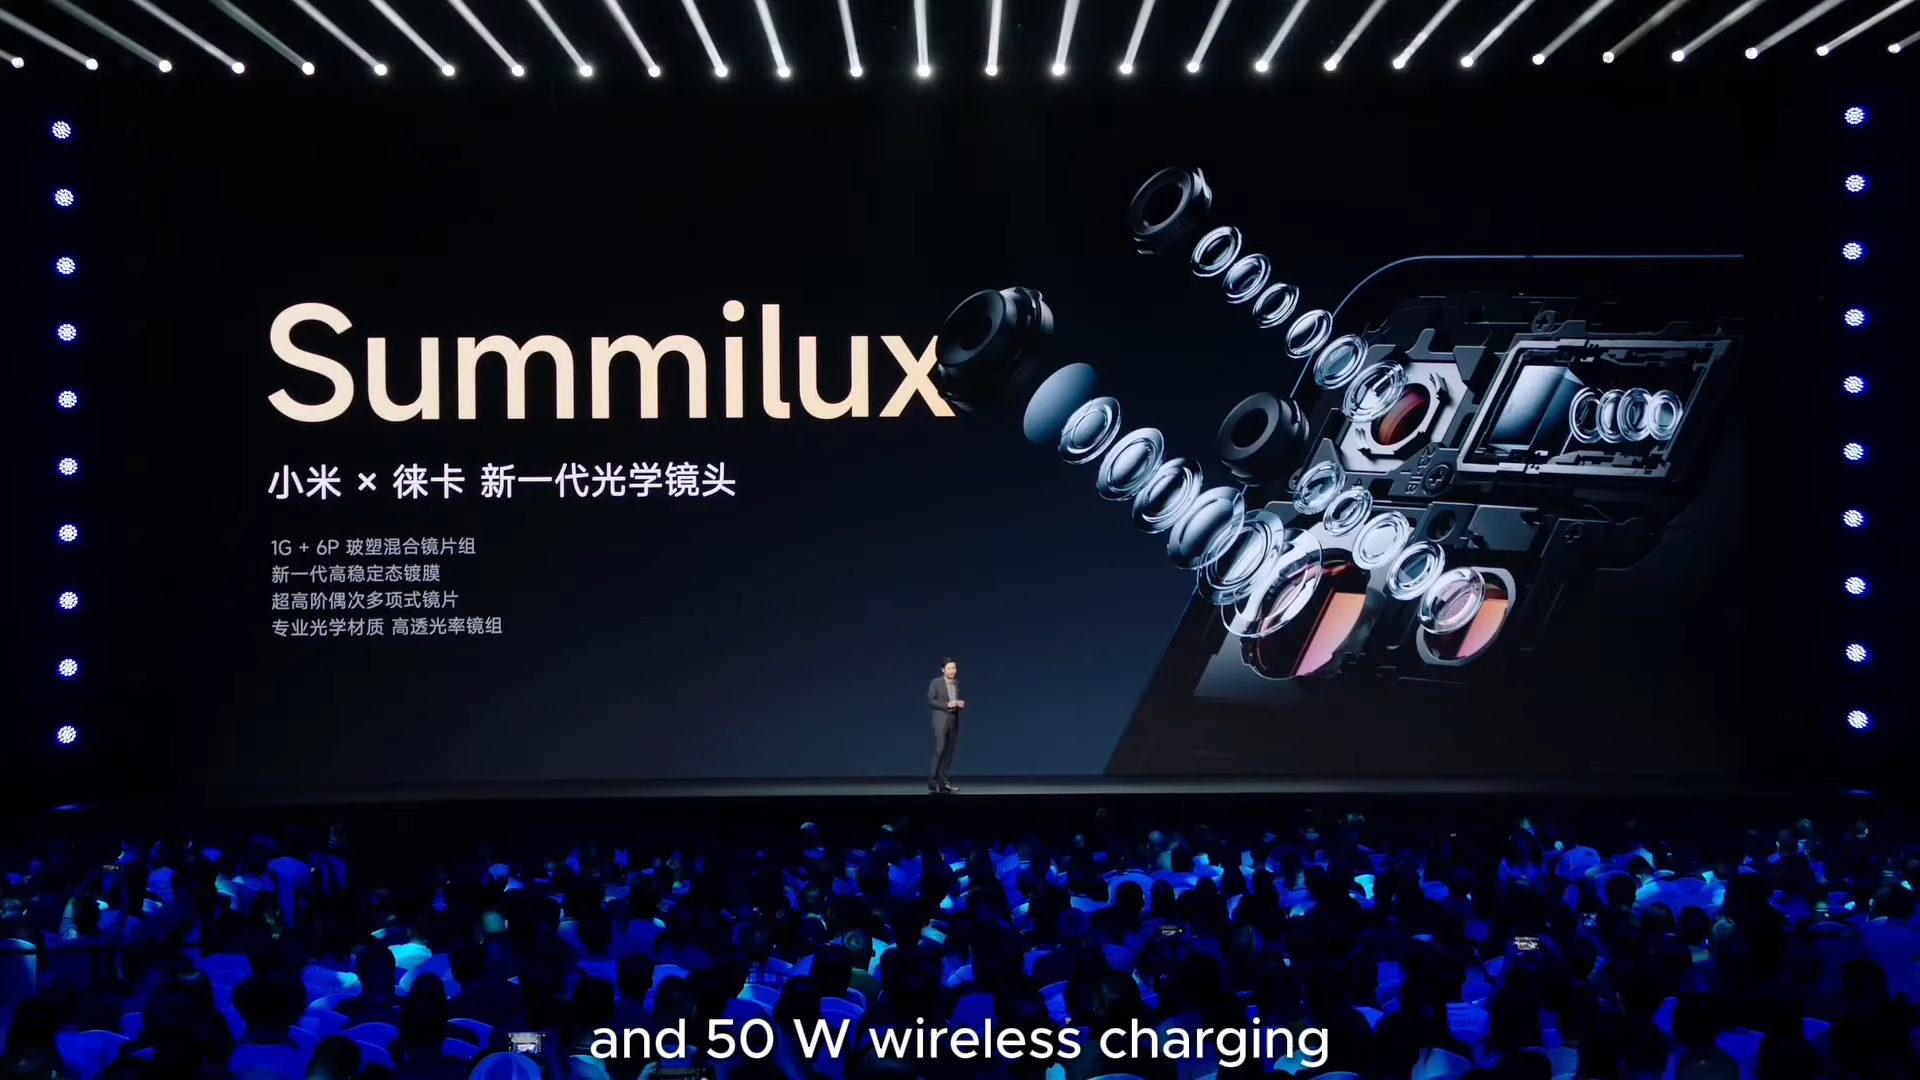 Summilux
小米 × 徕卡 新一代光学镜头
1G + 6P 玻塑混合镜片组
新一代高稳定态镀膜
超高阶偶次多项式镜片
专业光学材质 高透光率镜组
and 50 W wireless charging